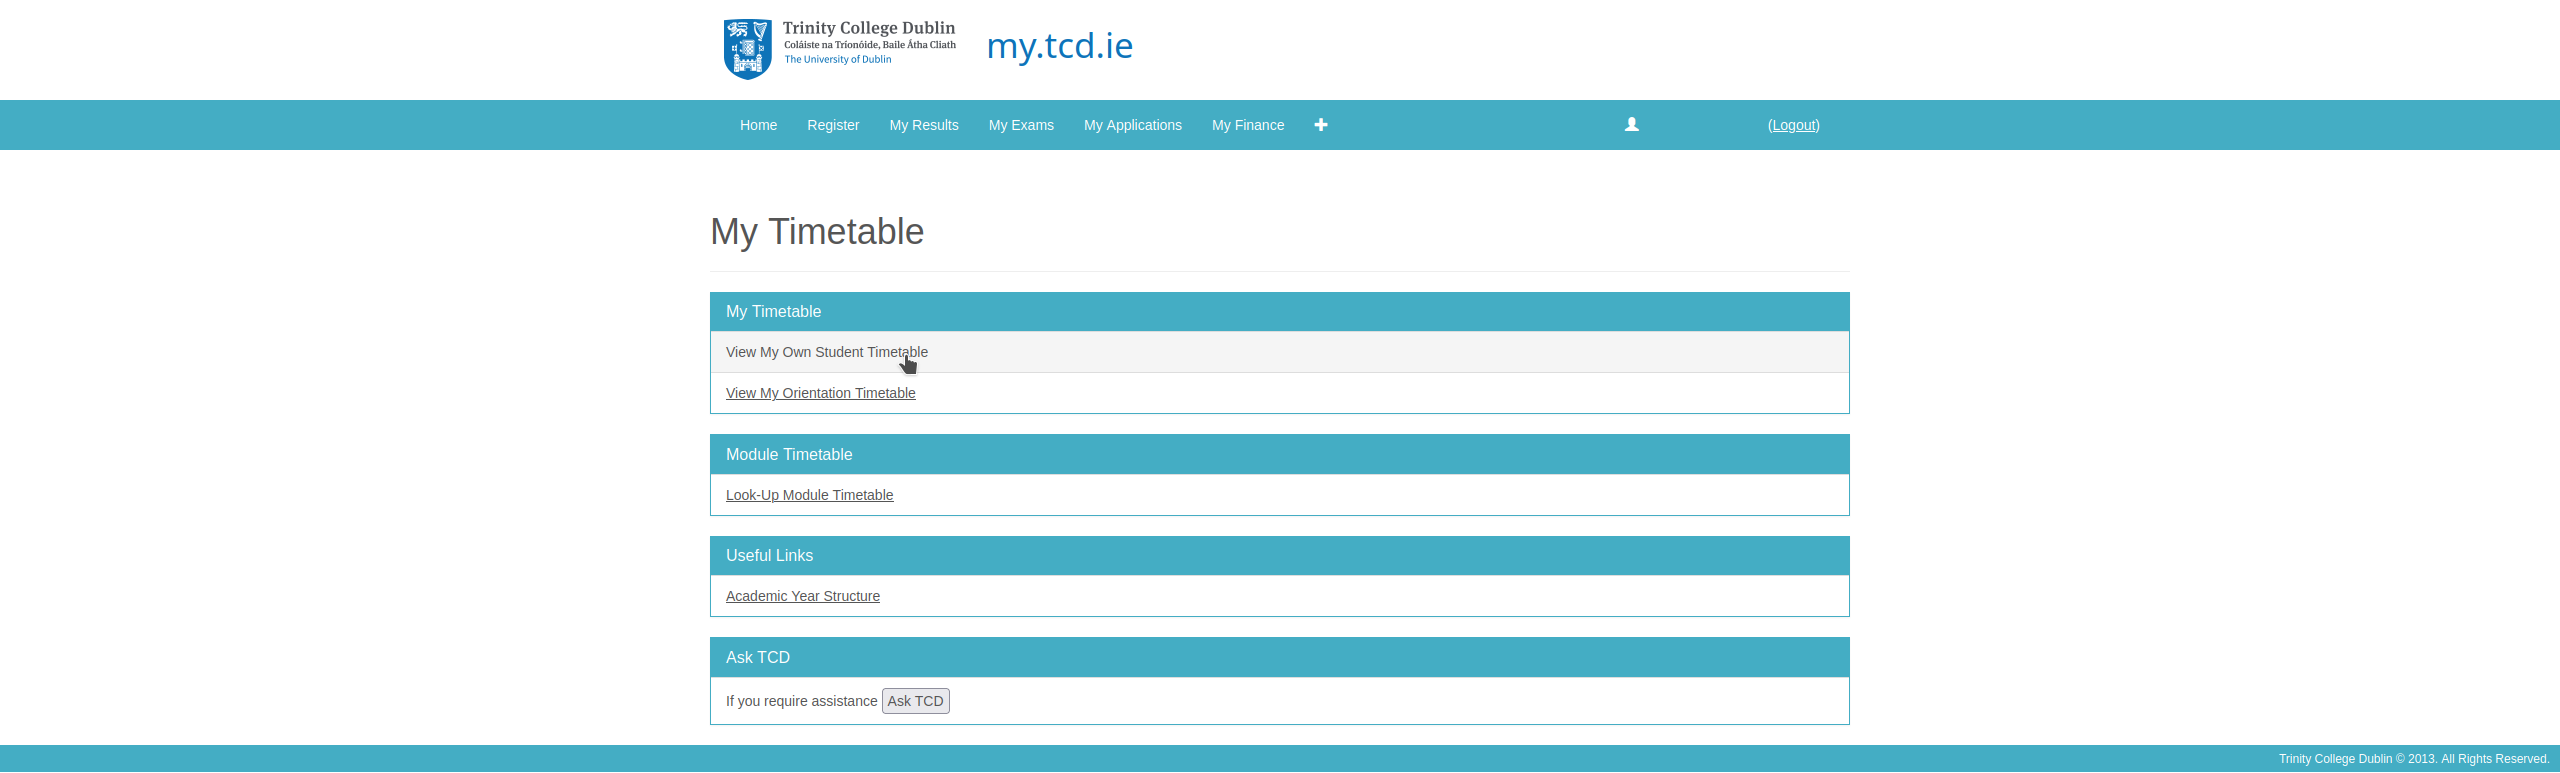 Trinity College Dublin
Coláiste na Tríonóide, Baile Átha Cliath
The University of Dublin
my.tcd.ie
Home Register My Results My Exams My Applications My Finance (Logout)
My Timetable
My Timetable
View My Own Student Timetable
View My Orientation Timetable
Module Timetable
Look-Up Module Timetable
Useful Links
Academic Year Structure
Ask TCD
If you require assistance Ask TCD
Trinity College Dublin © 2013. All Rights Reserved.